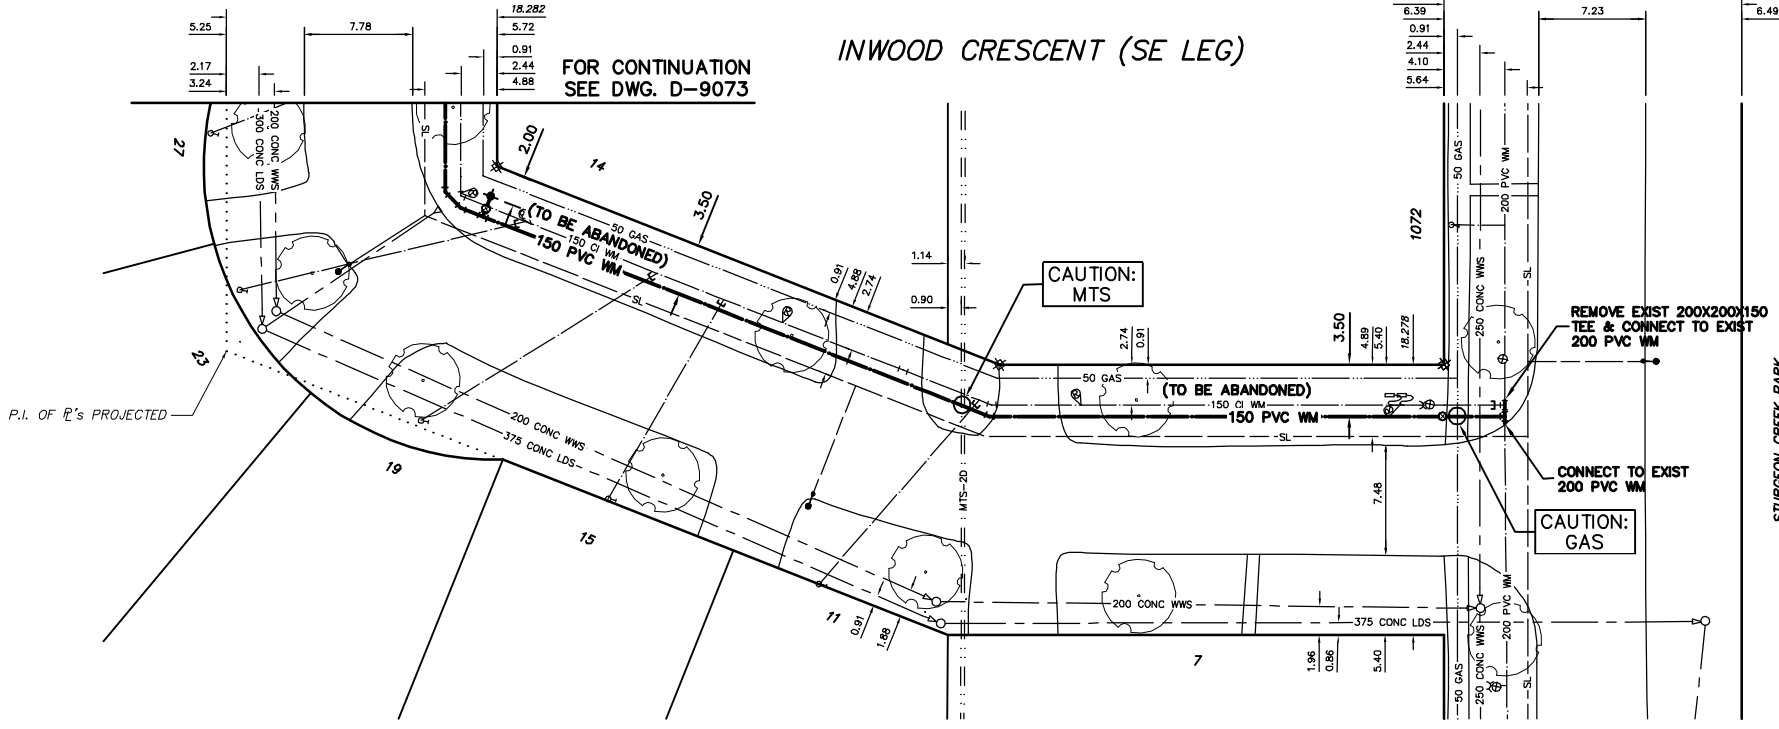 INWOOD CRESCENT (SE LEG)
18.282
5.25
7.78
5.72
0.91
2.44
4.88
2.17
3.24
FOR CONTINUATION
SEE DWG. D-9073
6.39
7.23
6.49
0.91
2.44
4.10
5.64
27
300 CONC LDS
200 CONC WWS
SL
2.00
14
3.50
50 GAS
(TO BE ABANDONED)
150 CI WM
150 PVC WM
SL
0.91
4.88
2.74
1.14
0.90
CAUTION:
MTS
1072
50 GAS
200 PVC WM
250 CONC WWS
SL
REMOVE EXIST 200X200X150
TEE & CONNECT TO EXIST
200 PVC WM
2.74
0.91
3.50
4.89
5.40
18.278
50 GAS
(TO BE ABANDONED)
150 CI WM
150 PVC WM
SL
23
P.I. OF PL's PROJECTED
200 CONC WWS
375 CONC LDS
19
15
11
MTS-2D
7.48
CONNECT TO EXIST
200 PVC WM
CAUTION:
GAS
STURGEON CREEK PARK
0.91
1.88
200 CONC WWS
375 CONC LDS
1.96
0.86
5.40
7
50 GAS
250 CONC WWS
200 PVC WM
SL